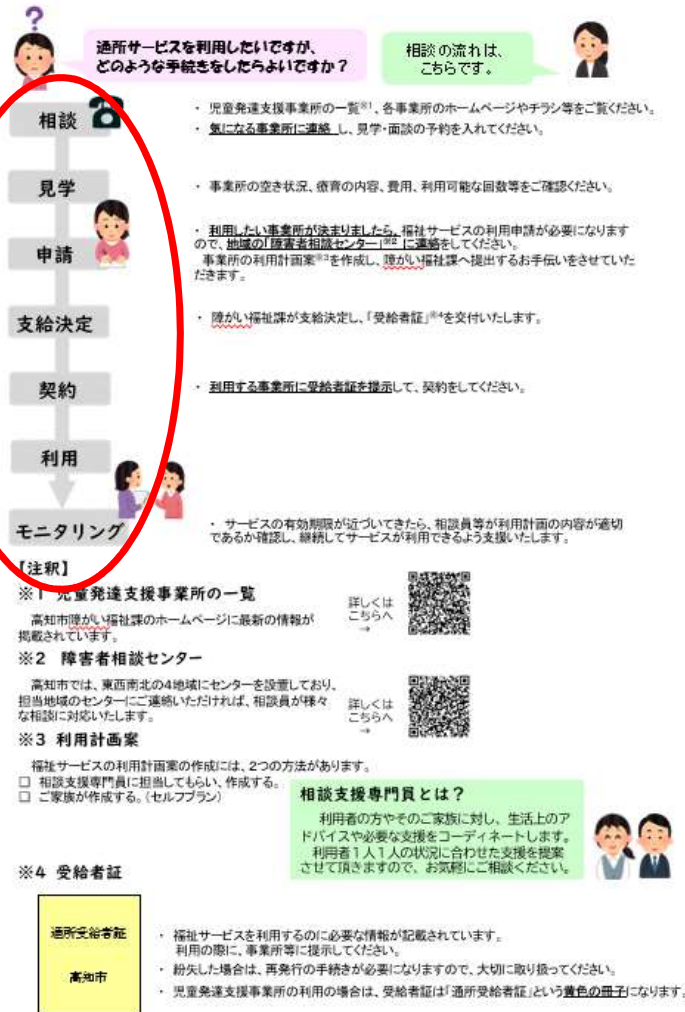 ?
通所サービスを利用したいですが、
どのような手続きをしたらよいですか？
相談の流れは、
こちらです。
相談
・ 児童発達支援事業所の一覧※1、各事業所のホームページやチラシ等をご覧ください。
・ 気になる事業所に連絡し、見学・面談の予約を入れてください。
見学
・ 事業所の空き状況、療育の内容、費用、利用可能な回数等をご確認ください。
申請
・ 利用したい事業所が決まりましたら、福祉サービスの利用申請が必要になります
ので、地域の「障害者相談センター」※2 に連絡をしてください。
事業所の利用計画案※3を作成し、障がい福祉課へ提出するお手伝いをさせていた
だきます。
支給決定
・ 障がい福祉課が支給決定し、「受給者証」※4を交付いたします。
契約
・ 利用する事業所に受給者証を提示して、契約をしてください。
利用
モニタリング
・ サービスの有効期限が近づいてきたら、相談員等が利用計画の内容が適切
であるか確認し、継続してサービスが利用できるよう支援いたします。
【注釈】
※1 児童発達支援事業所の一覧
高知市障がい福祉課のホームページに最新の情報が
掲載されています。
詳しくは
こちらへ
→
※2 障害者相談センター
高知市では、東西南北の4地域にセンターを設置しており、
担当地域のセンターにご連絡いただければ、相談員が様々
な相談に対応いたします。
詳しくは
こちらへ
→
※3 利用計画案
福祉サービスの利用計画案の作成には、2つの方法があります。
□ 相談支援専門員に担当してもらい、作成する。
□ ご家族が作成する。（セルフプラン）
相談支援専門員とは？
利用者の方やそのご家族に対し、生活上のア
ドバイスや必要な支援をコーディネートします。
利用者1人1人の状況に合わせた支援を提案
させて頂きますので、お気軽にご相談ください。
※4 受給者証
通所受給者証
高知市
・ 福祉サービスを利用するのに必要な情報が記載されています。
利用の際に、事業所等に提示してください。
・ 紛失した場合は、再発行の手続きが必要になりますので、大切に取り扱ってください。
・ 児童発達支援事業所の利用の場合は、受給者証は「通所受給者証」という黄色の冊子になります。